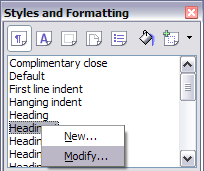 Styles and Formatting
Complimentary close
Default
First line indent
Hanging indent
Heading
Heading
New...
Modify...